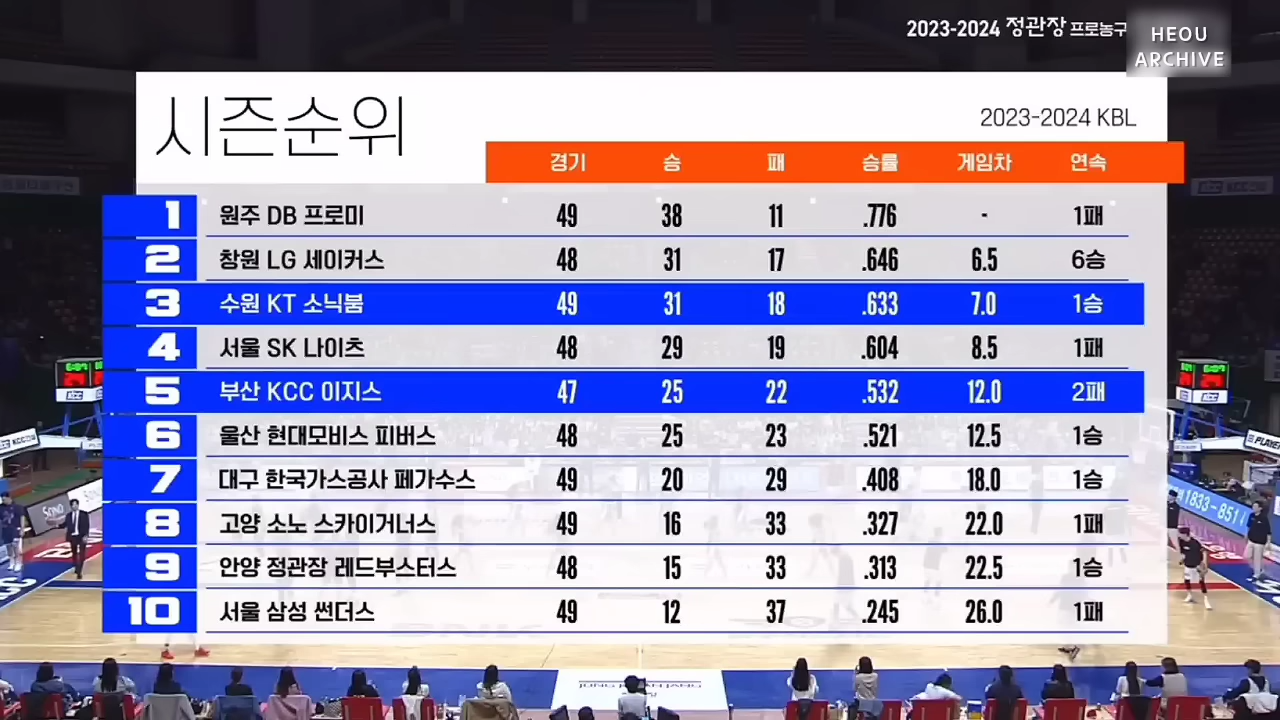 2023-2024 정관장 프로농구
HEOU
ARCHIVE
시즌순위
2023-2024 KBL
경기 승 패 승률 게임차 연속
1 원주 DB 프로미 49 38 11 .776 - 1패
2 창원 LG 세이커스 48 31 17 .646 6.5 6승
3 수원 KT 소닉붐 49 31 18 .633 7.0 1승
4 서울 SK 나이츠 48 29 19 .604 8.5 1패
5 부산 KCC 이지스 47 25 22 .532 12.0 2패
6 울산 현대모비스 피버스 48 25 23 .521 12.5 1승
7 대구 한국가스공사 페가수스 49 20 29 .408 18.0 1승
8 고양 소노 스카이거너스 49 16 33 .327 22.0 1패
9 안양 정관장 레드부스터스 48 15 33 .313 22.5 1승
10 서울 삼성 썬더스 49 12 37 .245 26.0 1패
1833-851